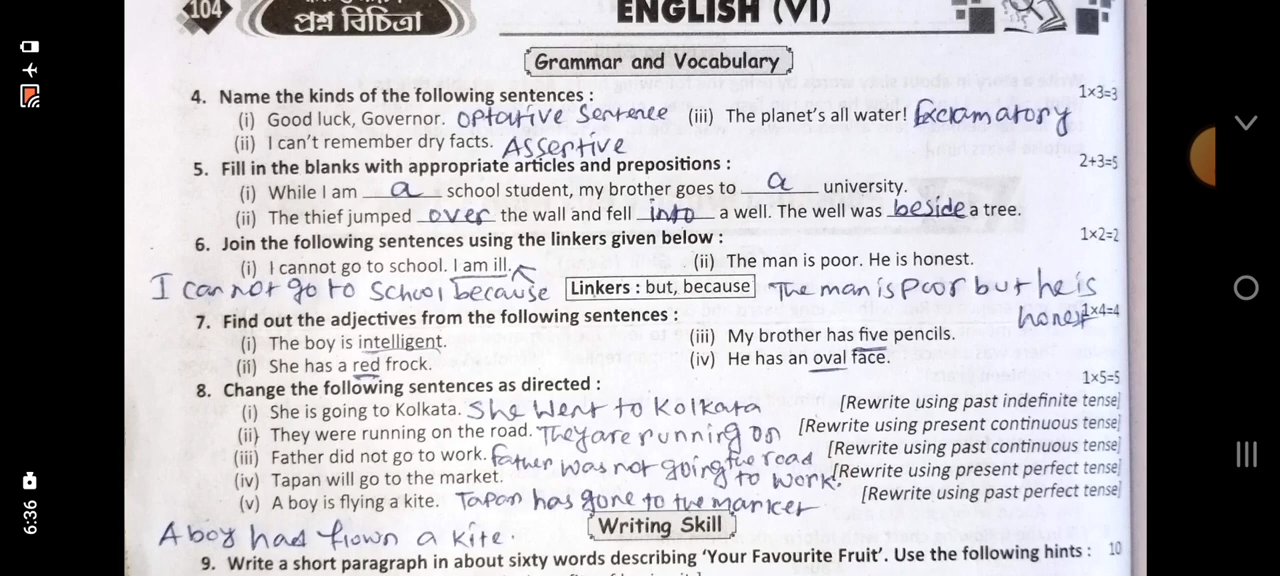 104
প্রশ্ন বিচিত্রা
ENGLISH (VI)
Grammar and Vocabulary
4. Name the kinds of the following sentences : 1×3=3
(i) Good luck, Governor. Optative Sentence (iii) The planet's all water! Exclamatory
(ii) I can't remember dry facts. Assertive
5. Fill in the blanks with appropriate articles and prepositions : 2+3=5
(i) While I am a school student, my brother goes to a university.
(ii) The thief jumped over the wall and fell into a well. The well was beside a tree.
6. Join the following sentences using the linkers given below : 1×2=2
(i) I cannot go to school. I am ill. (ii) The man is poor. He is honest.
I can not go to School because Linkers : but, because The man is poor but he is
honest
7. Find out the adjectives from the following sentences : 1×4=4
(i) The boy is intelligent. (iii) My brother has five pencils.
(ii) She has a red frock. (iv) He has an oval face.
8. Change the following sentences as directed : 1×5=5
(i) She is going to Kolkata. She went to Kolkata [Rewrite using past indefinite tense]
(ii) They were running on the road. They are running on the road [Rewrite using present continuous tense]
(iii) Father did not go to work. Father was not going to work. [Rewrite using past continuous tense]
(iv) Tapan will go to the market. [Rewrite using present perfect tense]
(v) A boy is flying a kite. Tapan has gone to the market [Rewrite using past perfect tense]
A boy had flown a kite.
Writing Skill
9. Write a short paragraph in about sixty words describing 'Your Favourite Fruit'. Use the following hints : 10
6:36